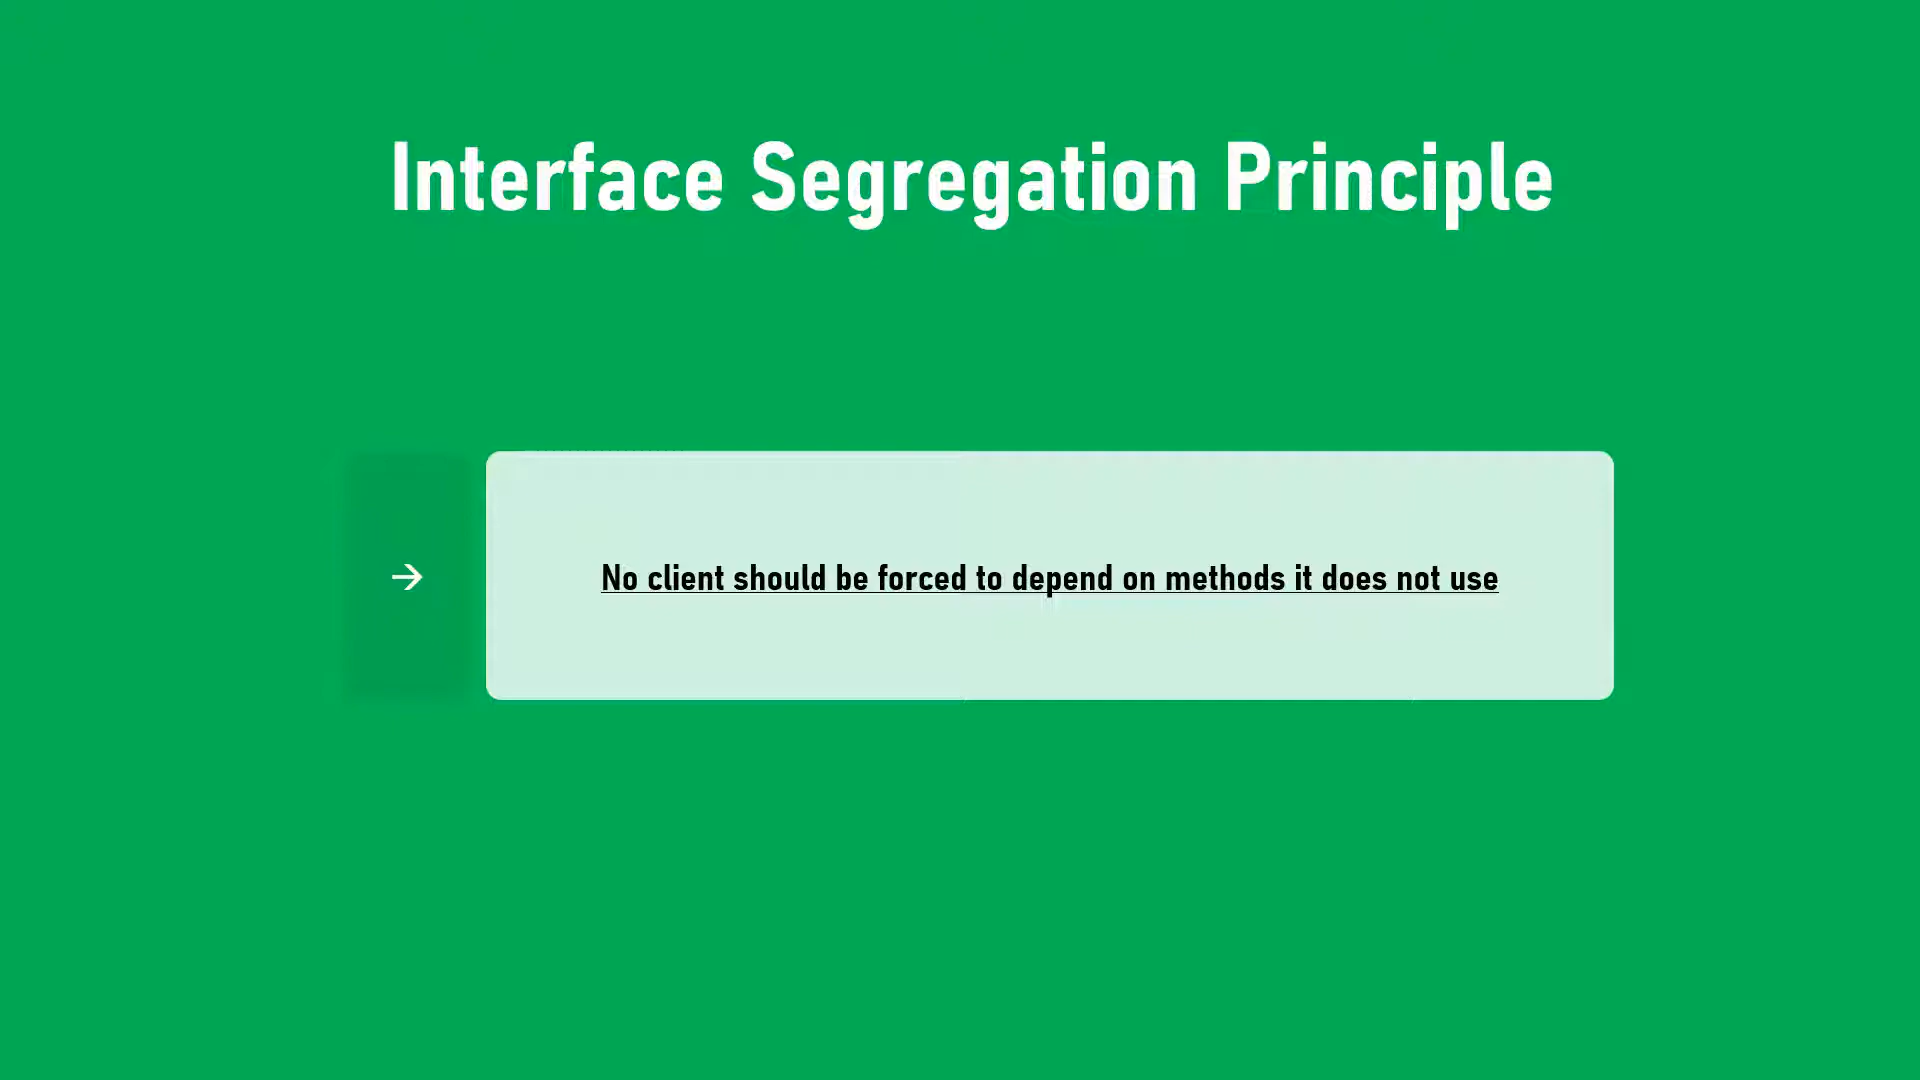 Interface Segregation Principle
→ No client should be forced to depend on methods it does not use